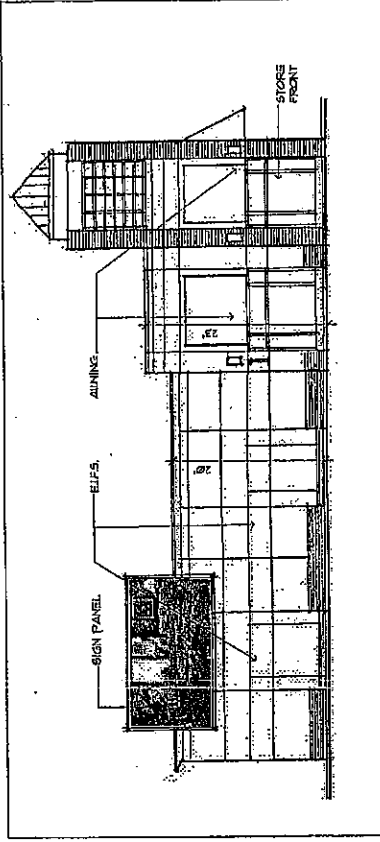 SIGN PANEL
E.I.F.S.
AWNING
20'
23'
STORE
FRONT